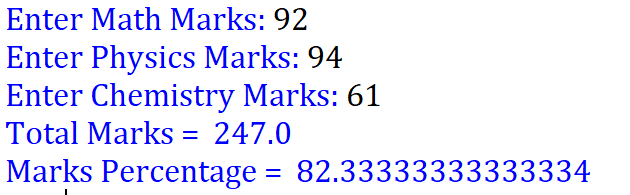 Enter Math Marks: 92
Enter Physics Marks: 94
Enter Chemistry Marks: 61
Total Marks =  247.0
Marks Percentage =  82.33333333333334